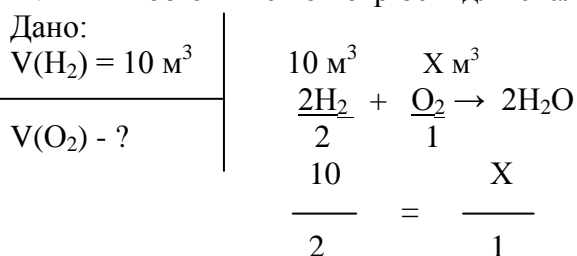 Дано:
V(H₂) = 10 м³
V(O₂) - ?
10 м³ X м³
2H₂ + O₂ → 2H₂O
2 1
10 X
=
2 1